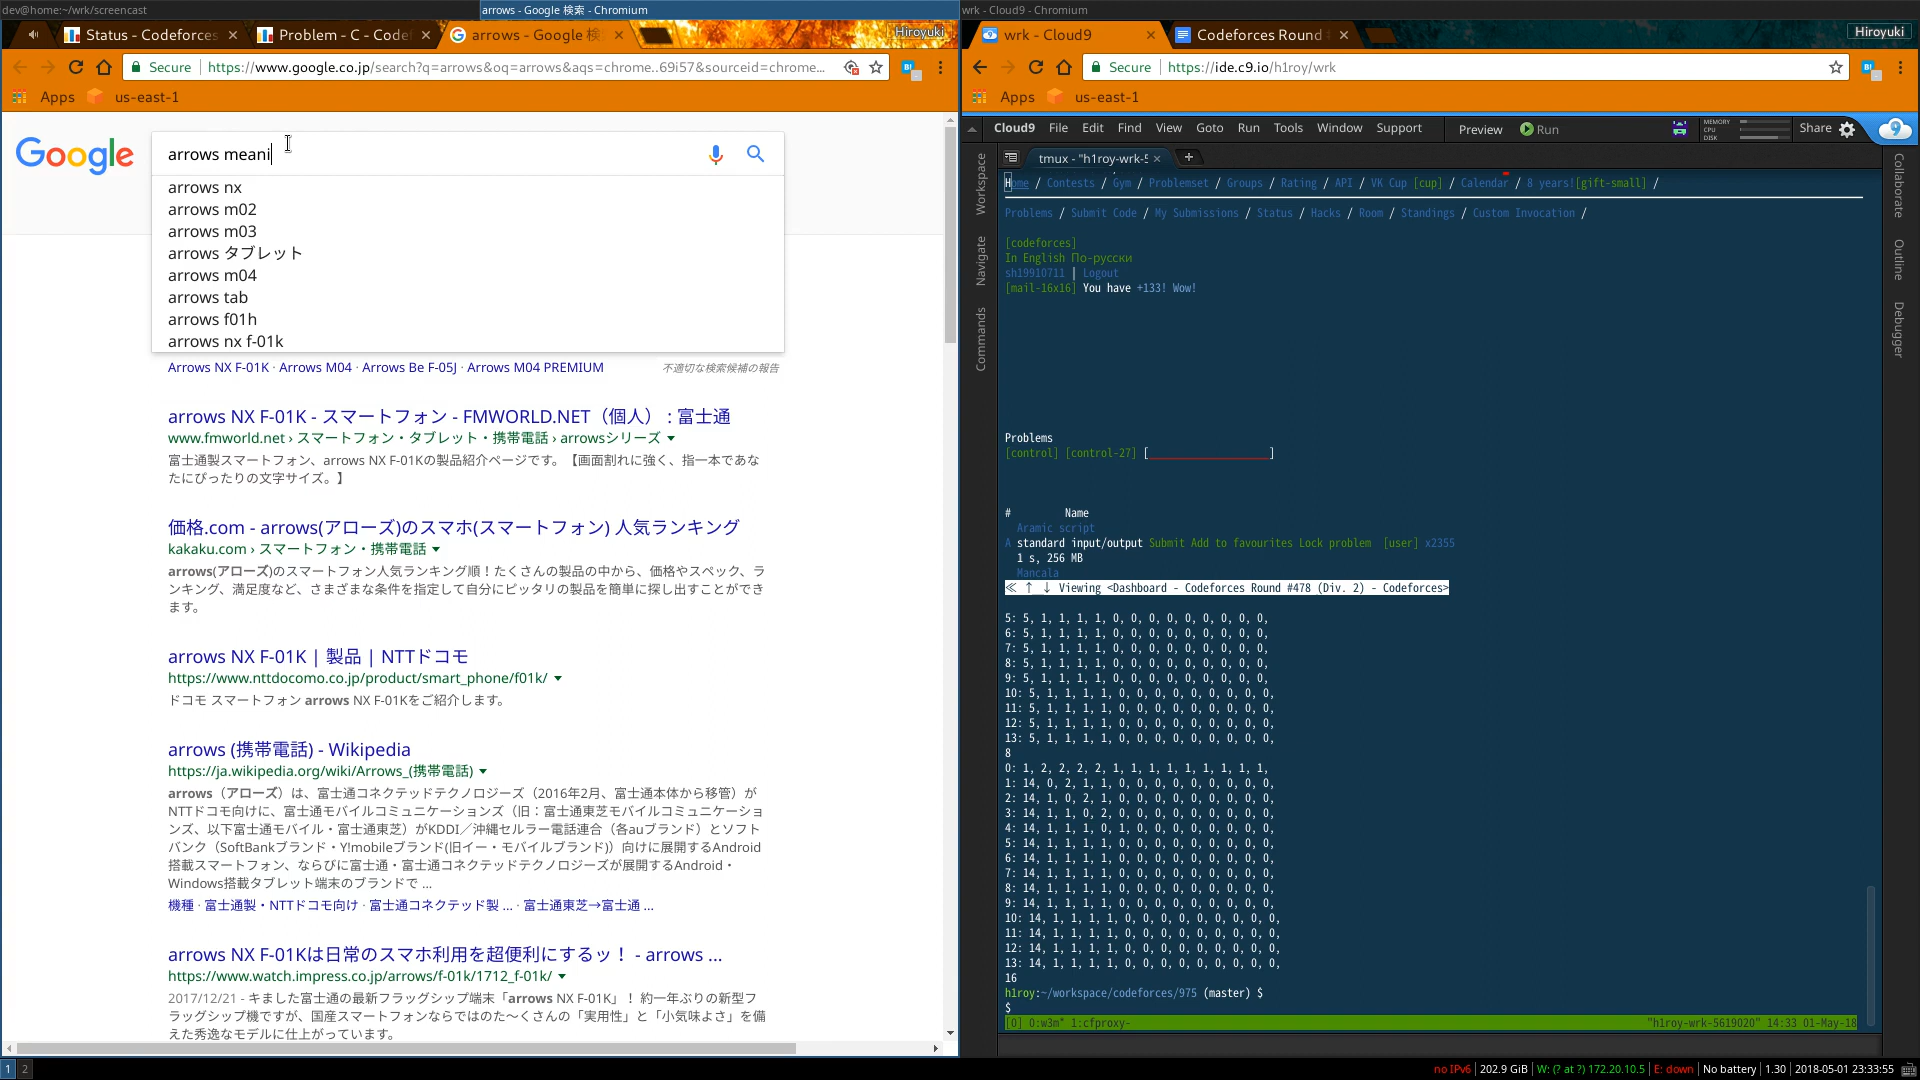 dev@home:~/wrk/screencast
arrows - Google 検索 - Chromium
wrk - Cloud9 - Chromium
Status - Codeforces
Problem - C - Code
arrows - Google 検
Hiroyuki
Secure
https://www.google.co.jp/search?q=arrows&oq=arrows&aqs=chrome..69i57&sourceid=chrome...
Apps
us-east-1
Google
arrows meani
arrows nx
arrows m02
arrows m03
arrows タブレット
arrows m04
arrows tab
arrows f01h
arrows nx f-01k
Arrows NX F-01K · Arrows M04 · Arrows Be F-05J · Arrows M04 PREMIUM
不適切な検索候補の報告
arrows NX F-01K - スマートフォン - FMWORLD.NET（個人） : 富士通
www.fmworld.net › スマートフォン・タブレット・携帯電話 › arrowsシリーズ
富士通製スマートフォン、arrows NX F-01Kの製品紹介ページです。【画面割れに強く、指一本であな
たにぴったりの文字サイズ。】
価格.com - arrows(アローズ)のスマホ(スマートフォン) 人気ランキング
kakaku.com › スマートフォン・携帯電話
arrows(アローズ)のスマートフォン人気ランキング順！たくさんの製品の中から、価格やスペック、ラ
ンキング、満足度など、さまざまな条件を指定して自分にピッタリの製品を簡単に探し出すことができ
ます。
arrows NX F-01K | 製品 | NTTドコモ
https://www.nttdocomo.co.jp/product/smart_phone/f01k/
ドコモ スマートフォン arrows NX F-01Kをご紹介します。
arrows (携帯電話) - Wikipedia
https://ja.wikipedia.org/wiki/Arrows_(携帯電話)
arrows（アローズ）は、富士通コネクテッドテクノロジーズ（2016年2月、富士通本体から移管）が
NTTドコモ向けに、富士通モバイルコミュニケーションズ（旧：富士通東芝モバイルコミュニケーショ
ンズ、以下富士通モバイル・富士通東芝）がKDDI／沖縄セルラー電話連合（各auブランド）とソフト
バンク（SoftBankブランド・Y!mobileブランド(旧イー・モバイルブランド)）向けに展開するAndroid
搭載スマートフォン、ならびに富士通・富士通コネクテッドテクノロジーズが展開するAndroid・
Windows搭載タブレット端末のブランドで ...
機種 · 富士通製・NTTドコモ向け · 富士通コネクテッド製 ... · 富士通東芝→富士通 ...
arrows NX F-01Kは日常のスマホ利用を超便利にするッ！ - arrows ...
https://www.watch.impress.co.jp/arrows/f-01k/1712_f-01k/
2017/12/21 - キました富士通の最新フラッグシップ端末「arrows NX F-01K」！ 約一年ぶりの新型フ
ラッグシップ機ですが、国産スマートフォンならではのた〜くさんの「実用性」と「小気味よさ」を備
えた秀逸なモデルに仕上がっています。
wrk - Cloud9
Codeforces Round
Hiroyuki
Secure
https://ide.c9.io/h1roy/wrk
Apps
us-east-1
Cloud9 File Edit Find View Goto Run Tools Window Support Preview Run
MEMORY
CPU
DISK
Share
Workspace
Navigate
Commands
Collaborate
Outline
Debugger
tmux - "h1roy-wrk-5
Home / Contests / Gym / Problemset / Groups / Rating / API / VK Cup [cup] / Calendar / 8 years![gift-small] /
Problems / Submit Code / My Submissions / Status / Hacks / Room / Standings / Custom Invocation /
[codeforces]
In English По-русски
sh19910711 | Logout
[mail-16x16] You have +133! Wow!
Problems
[control] [control-27] [____________________]
# Name
Aramic script
A standard input/output Submit Add to favourites Lock problem [user] x2355
1 s, 256 MB
Mancala
≪ ↑ ↓ Viewing <Dashboard - Codeforces Round #478 (Div. 2) - Codeforces>
5: 5, 1, 1, 1, 1, 0, 0, 0, 0, 0, 0, 0, 0, 0,
6: 5, 1, 1, 1, 1, 0, 0, 0, 0, 0, 0, 0, 0, 0,
7: 5, 1, 1, 1, 1, 0, 0, 0, 0, 0, 0, 0, 0, 0,
8: 5, 1, 1, 1, 1, 0, 0, 0, 0, 0, 0, 0, 0, 0,
9: 5, 1, 1, 1, 1, 0, 0, 0, 0, 0, 0, 0, 0, 0,
10: 5, 1, 1, 1, 1, 0, 0, 0, 0, 0, 0, 0, 0, 0,
11: 5, 1, 1, 1, 1, 0, 0, 0, 0, 0, 0, 0, 0, 0,
12: 5, 1, 1, 1, 1, 0, 0, 0, 0, 0, 0, 0, 0, 0,
13: 5, 1, 1, 1, 1, 0, 0, 0, 0, 0, 0, 0, 0, 0,
8
0: 1, 2, 2, 2, 2, 1, 1, 1, 1, 1, 1, 1, 1, 1,
1: 14, 0, 2, 1, 1, 0, 0, 0, 0, 0, 0, 0, 0, 0,
2: 14, 1, 0, 2, 1, 0, 0, 0, 0, 0, 0, 0, 0, 0,
3: 14, 1, 1, 0, 2, 0, 0, 0, 0, 0, 0, 0, 0, 0,
4: 14, 1, 1, 1, 0, 1, 0, 0, 0, 0, 0, 0, 0, 0,
5: 14, 1, 1, 1, 1, 0, 0, 0, 0, 0, 0, 0, 0, 0,
6: 14, 1, 1, 1, 1, 0, 0, 0, 0, 0, 0, 0, 0, 0,
7: 14, 1, 1, 1, 1, 0, 0, 0, 0, 0, 0, 0, 0, 0,
8: 14, 1, 1, 1, 1, 0, 0, 0, 0, 0, 0, 0, 0, 0,
9: 14, 1, 1, 1, 1, 0, 0, 0, 0, 0, 0, 0, 0, 0,
10: 14, 1, 1, 1, 1, 0, 0, 0, 0, 0, 0, 0, 0, 0,
11: 14, 1, 1, 1, 1, 0, 0, 0, 0, 0, 0, 0, 0, 0,
12: 14, 1, 1, 1, 1, 0, 0, 0, 0, 0, 0, 0, 0, 0,
13: 14, 1, 1, 1, 1, 0, 0, 0, 0, 0, 0, 0, 0, 0,
16
h1roy:~/workspace/codeforces/975 (master) $
$
[0] 0:w3m* 1:cfproxy-
"h1roy-wrk-5619020" 14:33 01-May-18
1 2
no IPv6 | 202.9 GiB | W: (? at ?) 172.20.10.5 | E: down | No battery | 1.30 | 2018-05-01 23:33:55